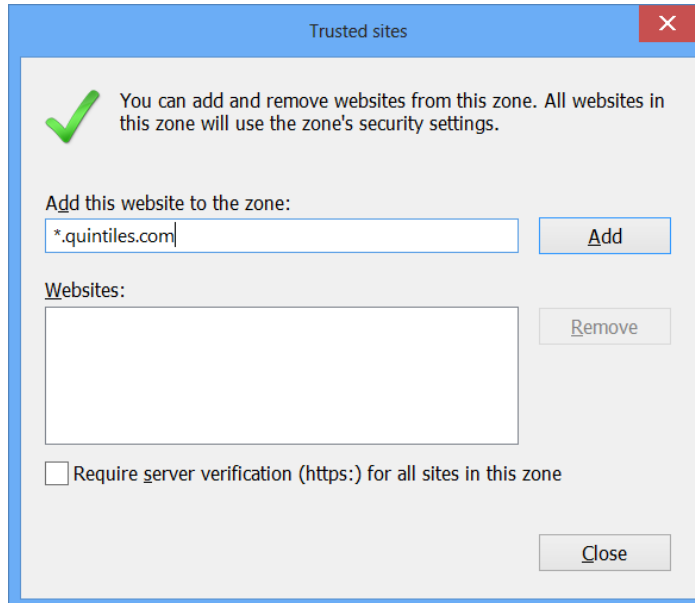 Trusted sites
You can add and remove websites from this zone. All websites in
this zone will use the zone's security settings.
Add this website to the zone:
*.quintiles.com
Add
Websites:
Remove
Require server verification (https:) for all sites in this zone
Close